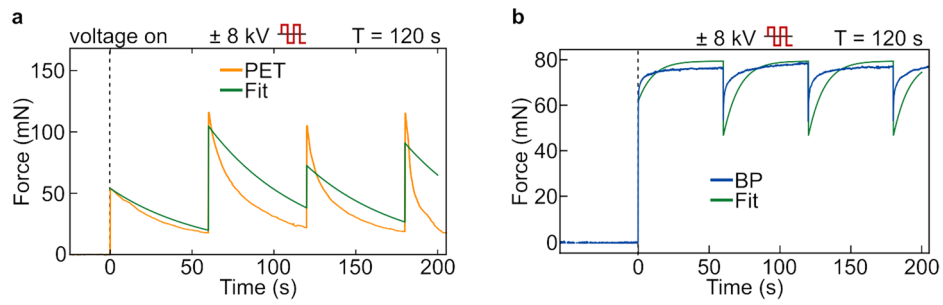 a
voltage on ± 8 kV T = 120 s
150
100
50
0
Force (mN)
PET
Fit
0 50 100 150 200
Time (s)
b
± 8 kV T = 120 s
80
60
40
20
0
Force (mN)
BP
Fit
0 50 100 150 200
Time (s)